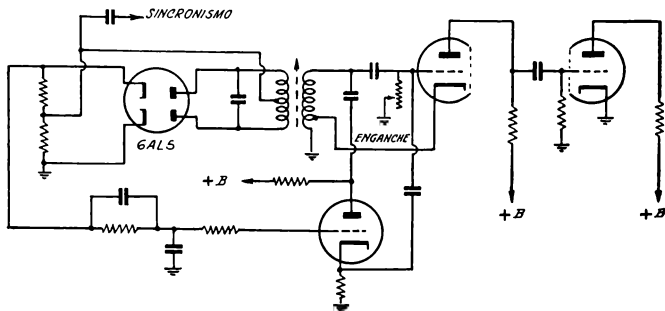 SINCRONISMO
6AL5
ENGANCHE
+B
+B
+B